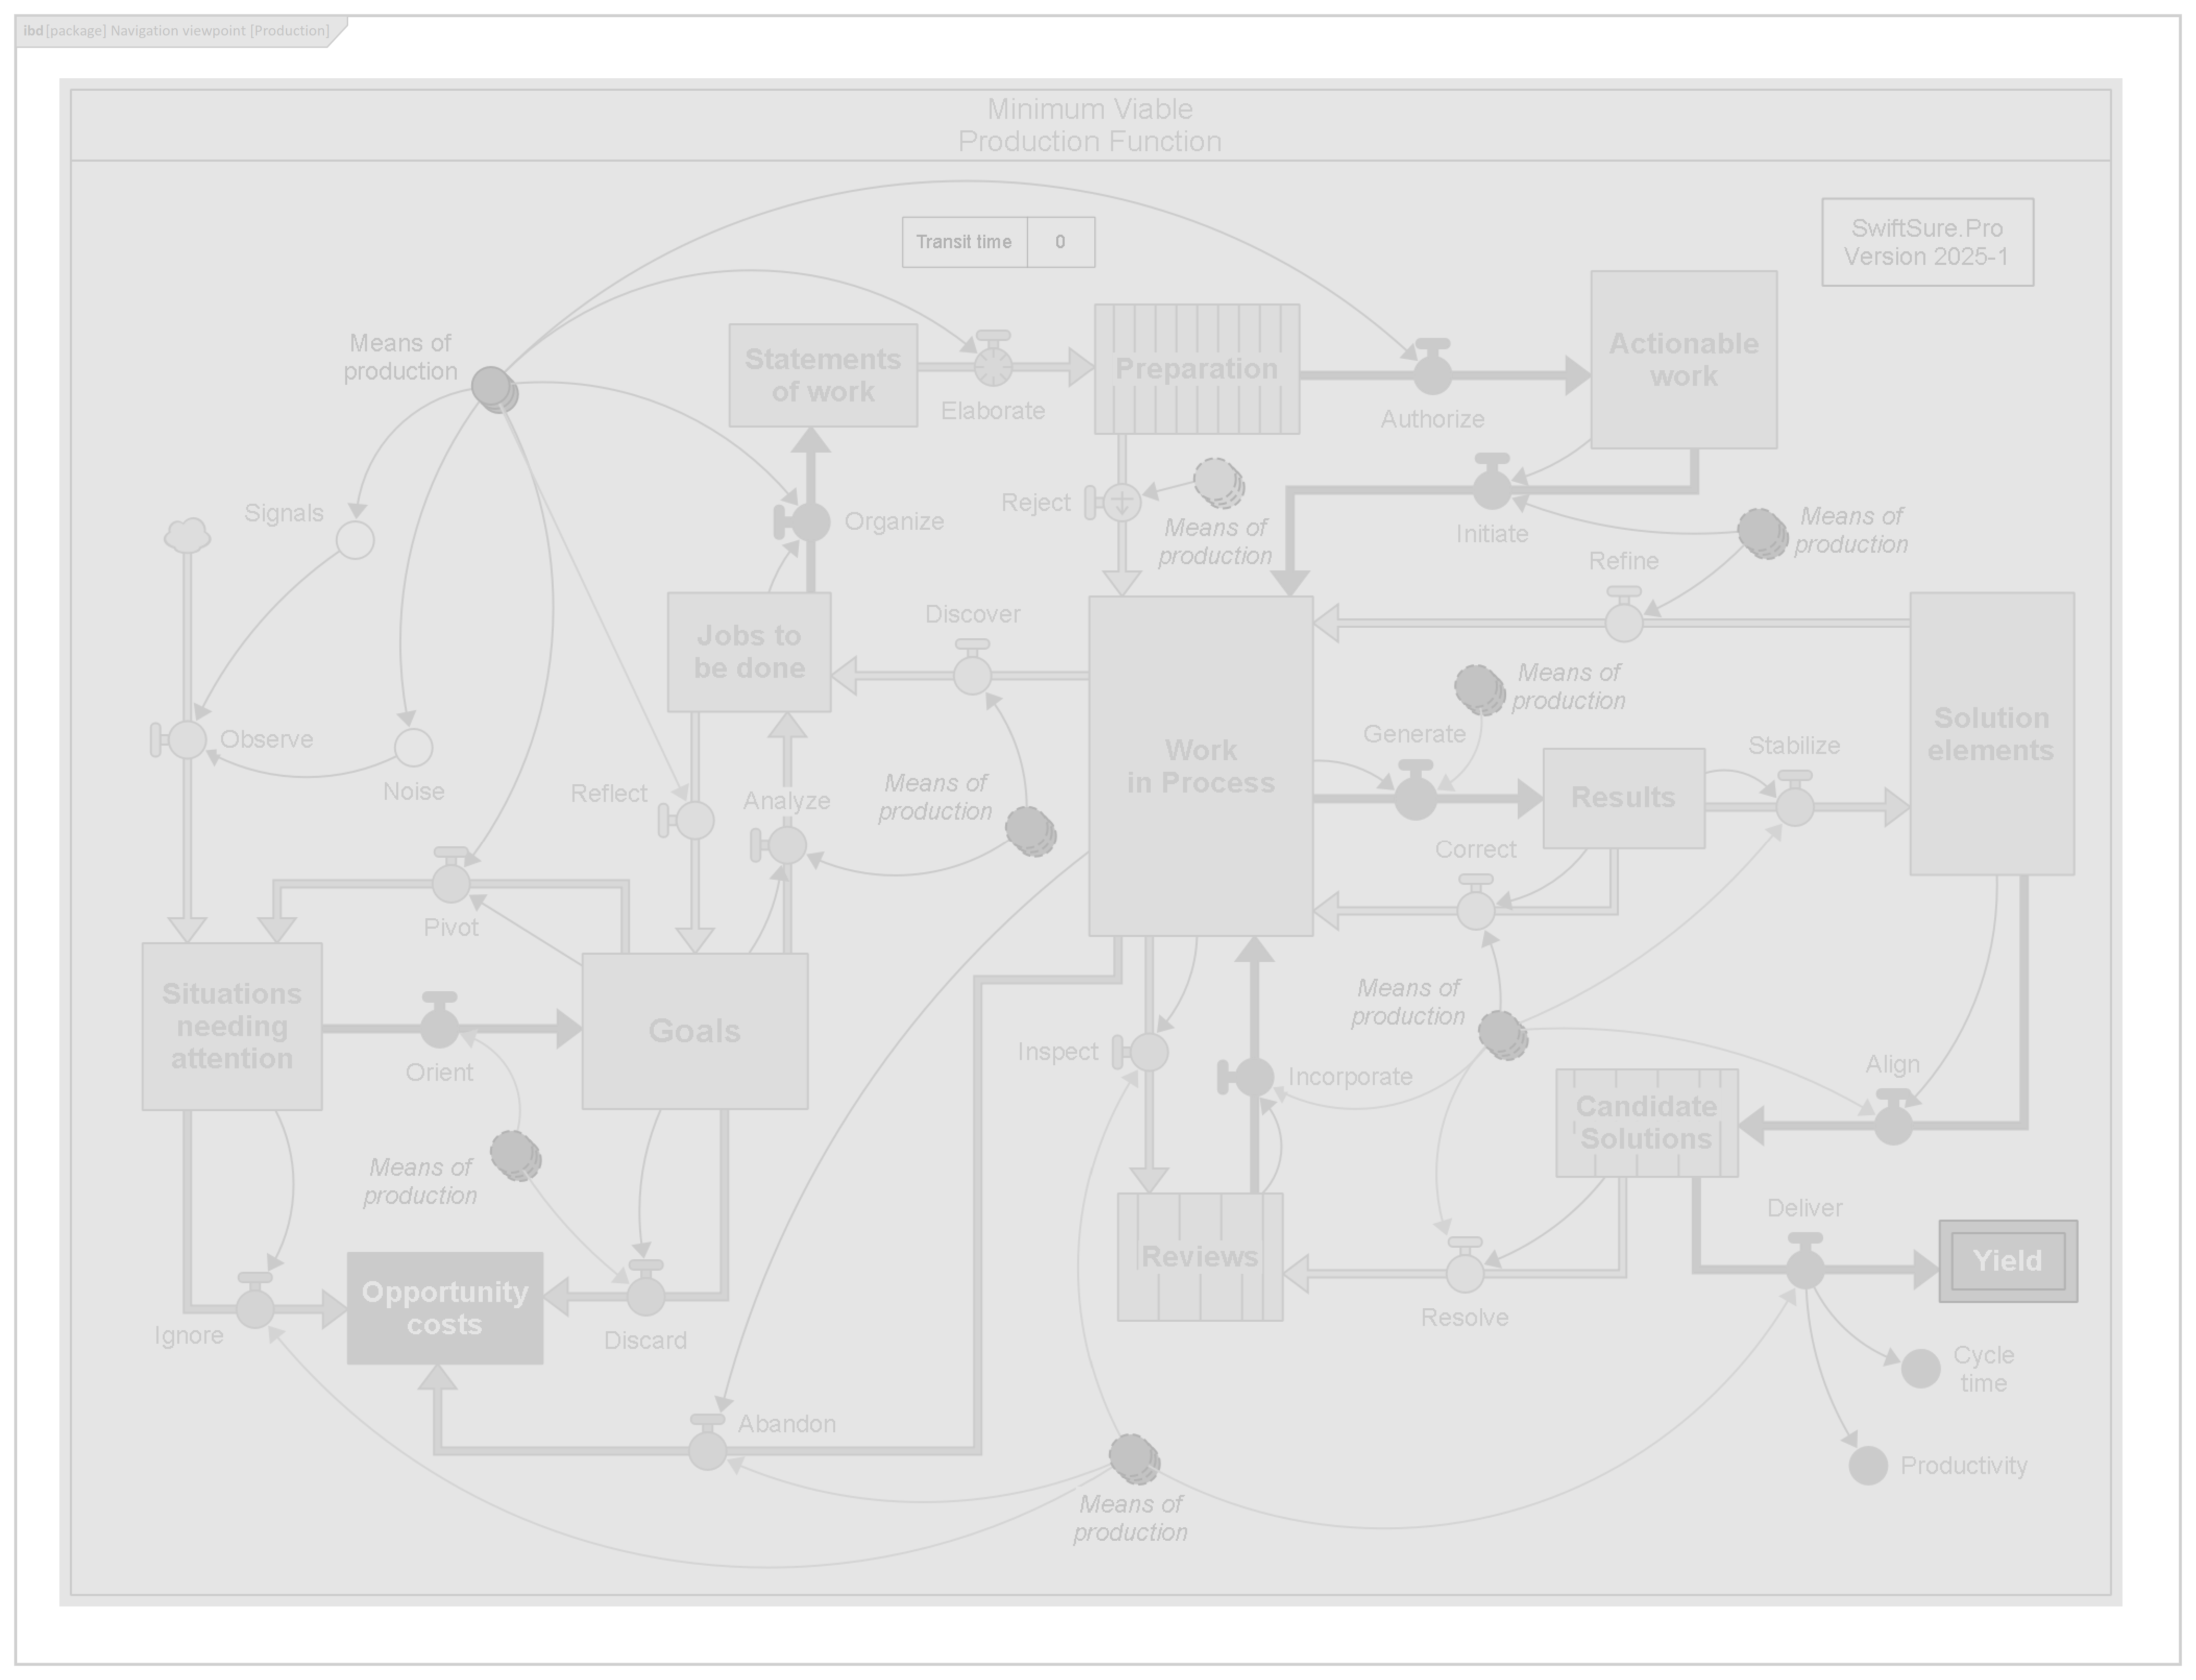 ibd [package] Navigation viewpoint [Production]
Minimum Viable
Production Function
SwiftSure.Pro
Version 2025-1
Transit time 0
Means of
production
Statements
of work
Elaborate
Preparation
Authorize
Actionable
work
Signals
Organize
Reject
Means of
production
Initiate
Means of
production
Refine
Jobs to
be done
Discover
Observe
Noise
Reflect
Analyze
Means of
production
Work
in Process
Generate
Means of
production
Results
Stabilize
Solution
elements
Correct
Pivot
Situations
needing
attention
Orient
Goals
Means of
production
Inspect
Incorporate
Align
Candidate
Solutions
Means of
production
Reviews
Resolve
Deliver
Yield
Ignore
Opportunity
costs
Discard
Cycle
time
Abandon
Productivity
Means of
production